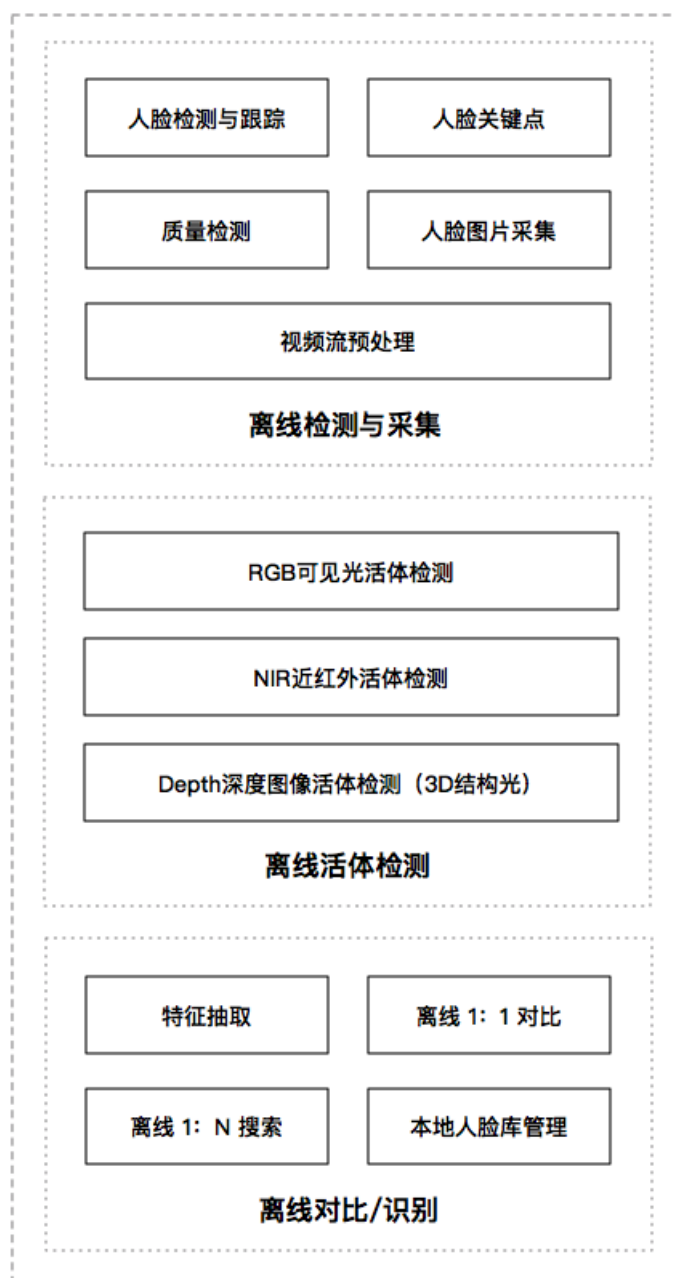 人脸检测与跟踪
人脸关键点
质量检测
人脸图片采集
视频流预处理
离线检测与采集
RGB可见光活体检测
NIR近红外活体检测
Depth深度图像活体检测（3D结构光）
离线活体检测
特征抽取
离线 1：1 对比
离线 1：N 搜索
本地人脸库管理
离线对比/识别